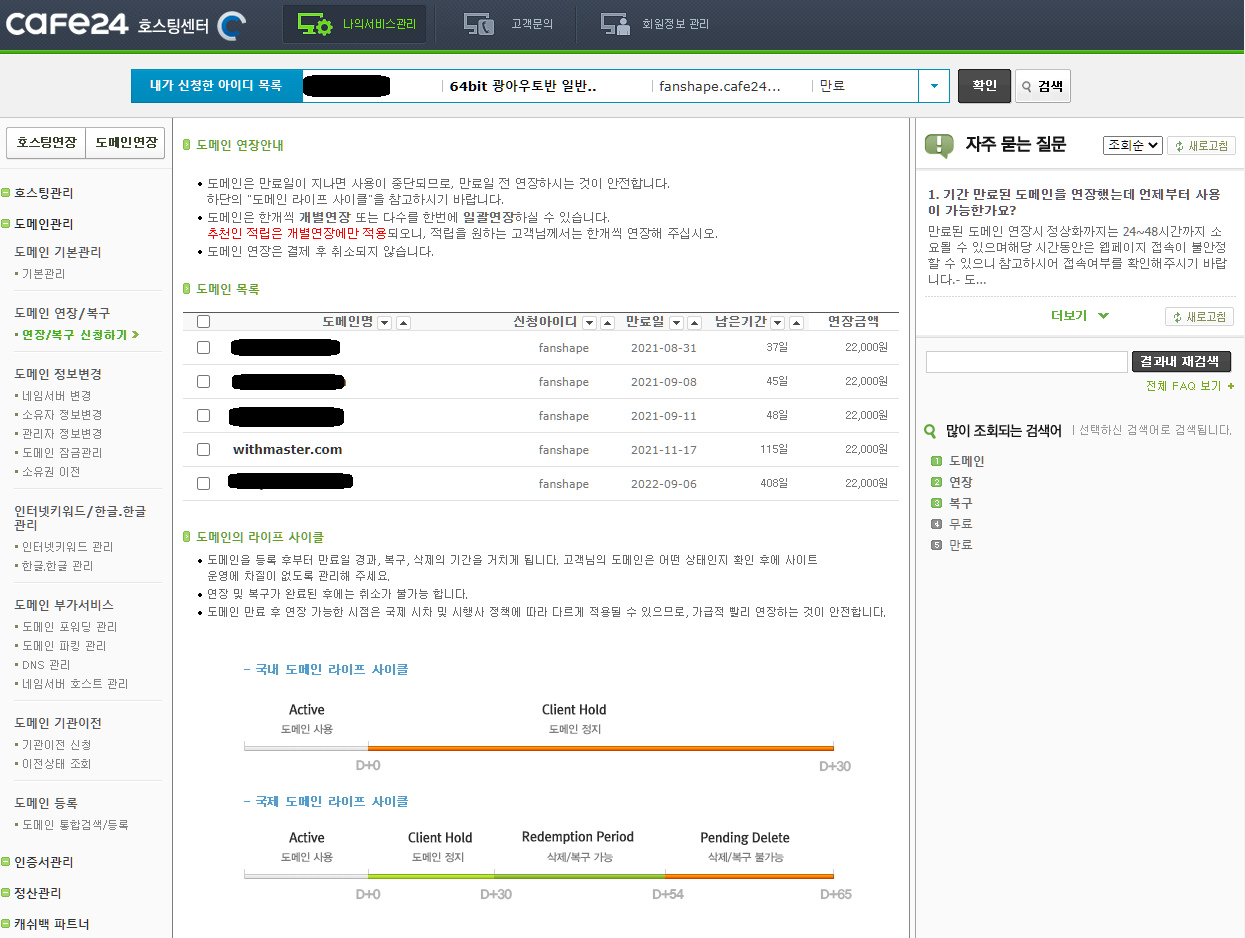 cafe24 호스팅센터
나의서비스관리
고객문의
회원정보 관리
내가 신청한 아이디 목록
64bit 광아우토반 일반..
fanshape.cafe24...
만료
확인
검색
호스팅연장 도메인연장
호스팅관리
도메인관리
도메인 기본관리
기본관리
도메인 연장/복구
연장/복구 신청하기
도메인 정보변경
네임서버 변경
소유자 정보변경
관리자 정보변경
도메인 잠금관리
소유권 이전
인터넷키워드/한글.한글
관리
인터넷키워드 관리
한글.한글 관리
도메인 부가서비스
도메인 포워딩 관리
도메인 파킹 관리
DNS 관리
네임서버 호스트 관리
도메인 기관이전
기관이전 신청
이전상태 조회
도메인 등록
도메인 통합검색/등록
인증서관리
정산관리
캐쉬백 파트너
도메인 연장안내
도메인은 만료일이 지나면 사용이 중단되므로, 만료일 전 연장하시는 것이 안전합니다.
하단의 "도메인 라이프 사이클"을 참고하시기 바랍니다.
도메인은 한개씩 개별연장 또는 다수를 한번에 일괄연장하실 수 있습니다.
추천인 적립은 개별연장에만 적용되오니, 적립을 원하는 고객님께서는 한개씩 연장해 주십시오.
도메인 연장은 결제 후 취소되지 않습니다.
도메인 목록
도메인명 신청아이디 만료일 남은기간 연장금액
fanshape 2021-08-31 37일 22,000원
fanshape 2021-09-08 45일 22,000원
fanshape 2021-09-11 48일 22,000원
withmaster.com fanshape 2021-11-17 115일 22,000원
fanshape 2022-09-06 408일 22,000원
도메인의 라이프 사이클
도메인을 등록 후부터 만료일 경과, 복구, 삭제의 기간을 거치게 됩니다. 고객님의 도메인은 어떤 상태인지 확인 후에 사이트
운영에 차질이 없도록 관리해 주세요.
연장 및 복구가 완료된 후에는 취소가 불가능 합니다.
도메인 만료 후 연장 가능한 시점은 국제 시차 및 시행사 정책에 따라 다르게 적용될 수 있으므로, 가급적 빨리 연장하는 것이 안전합니다.
– 국내 도메인 라이프 사이클
Active Client Hold
도메인 사용 도메인 정지
D+0 D+30
– 국제 도메인 라이프 사이클
Active Client Hold Redemption Period Pending Delete
도메인 사용 도메인 정지 삭제/복구 가능 삭제/복구 불가능
D+0 D+30 D+54 D+65
자주 묻는 질문
조회순
새로고침
1. 기간 만료된 도메인을 연장했는데 언제부터 사용
이 가능한가요?
만료된 도메인 연장시 정상화까지는 24~48시간까지 소
요될 수 있으며해당 시간동안은 웹페이지 접속이 불안정
할 수 있으니 참고하시어 접속여부를 확인해주시기 바랍
니다.- 도...
더보기
새로고침
결과내 재검색
전체 FAQ 보기 +
많이 조회되는 검색어 | 선택하신 검색어로 검색됩니다.
1 도메인
2 연장
3 복구
4 무료
5 만료